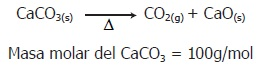 CaCO₃(s) ⟶ CO₂(g) + CaO(s)
Δ
Masa molar del CaCO₃ = 100g/mol